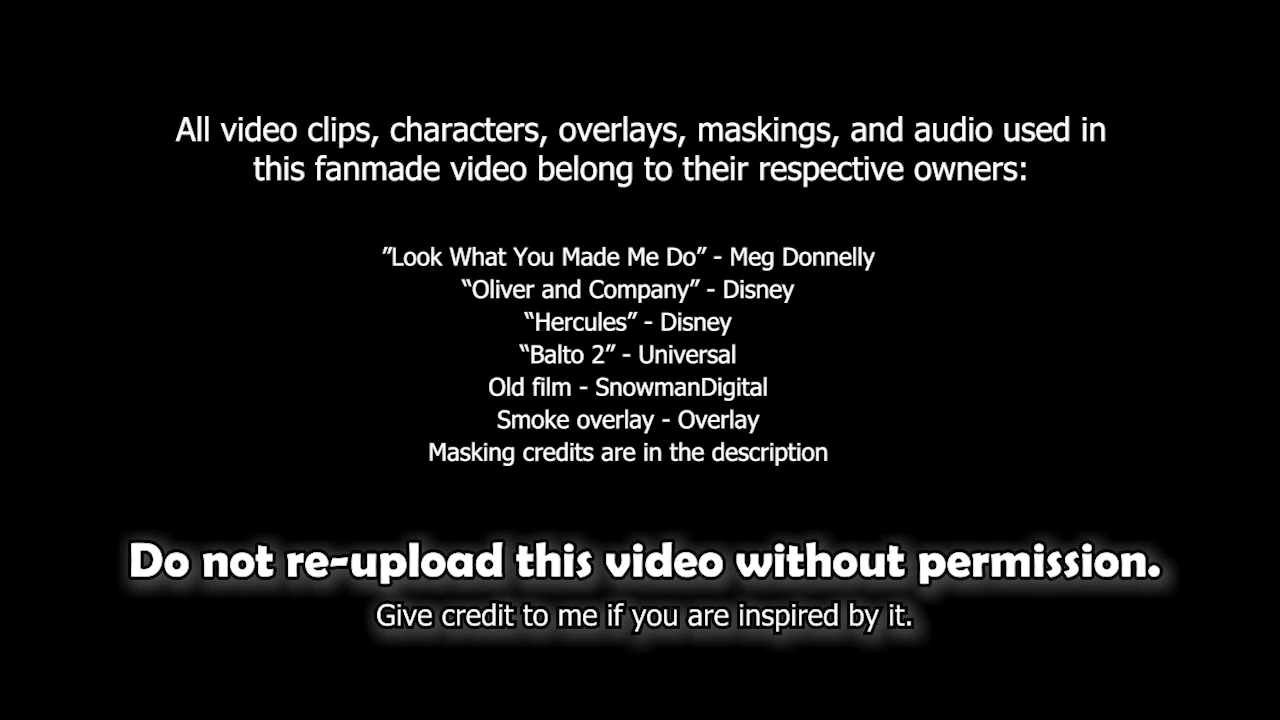 All video clips, characters, overlays, maskings, and audio used in
this fanmade video belong to their respective owners:
”Look What You Made Me Do” - Meg Donnelly
“Oliver and Company” - Disney
“Hercules” - Disney
“Balto 2” - Universal
Old film - SnowmanDigital
Smoke overlay - Overlay
Masking credits are in the description
Do not re-upload this video without permission.
Give credit to me if you are inspired by it.